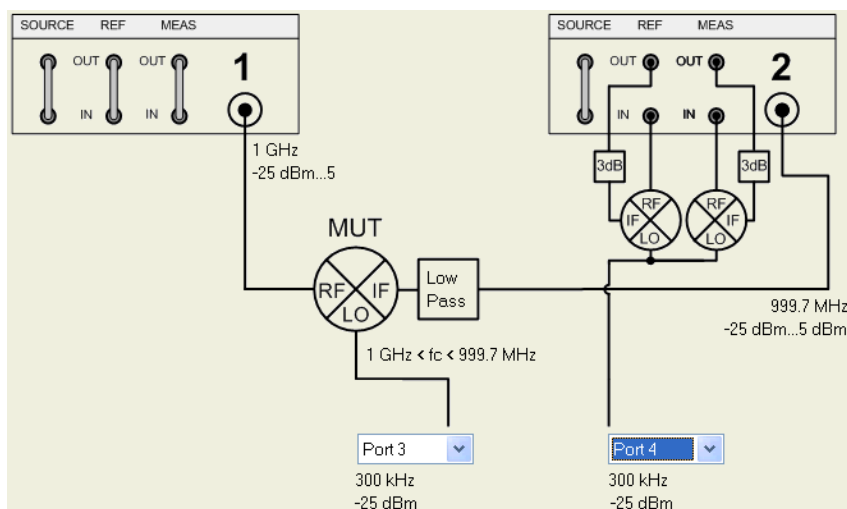 SOURCE REF MEAS
OUT OUT
1
IN IN
1 GHz
-25 dBm...5
SOURCE REF MEAS
OUT OUT
2
IN IN
3dB 3dB
RF RF
IF IF
LO LO
MUT
RF IF
LO
Low
Pass
999.7 MHz
-25 dBm...5 dBm
1 GHz < fc < 999.7 MHz
Port 3
300 kHz
-25 dBm
Port 4
300 kHz
-25 dBm